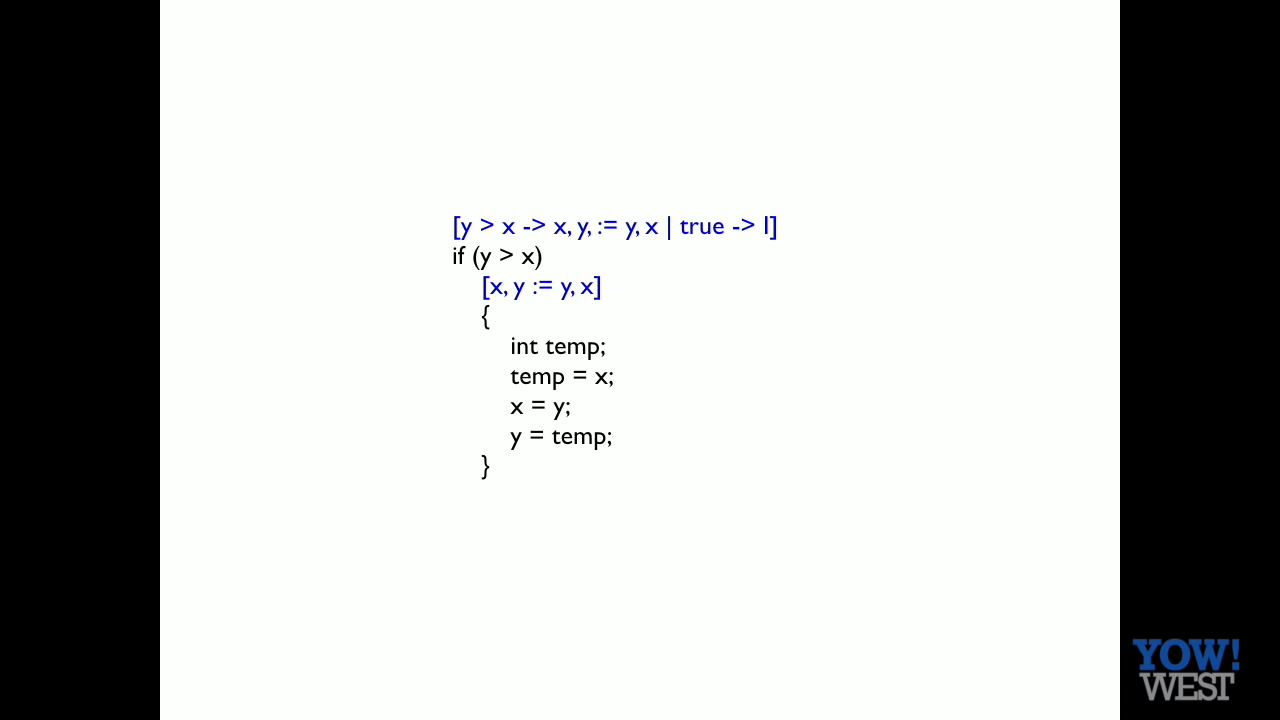 [y > x -> x, y, := y, x | true -> I]
if (y > x)
[x, y := y, x]
{
int temp;
temp = x;
x = y;
y = temp;
}
YOW!
WEST